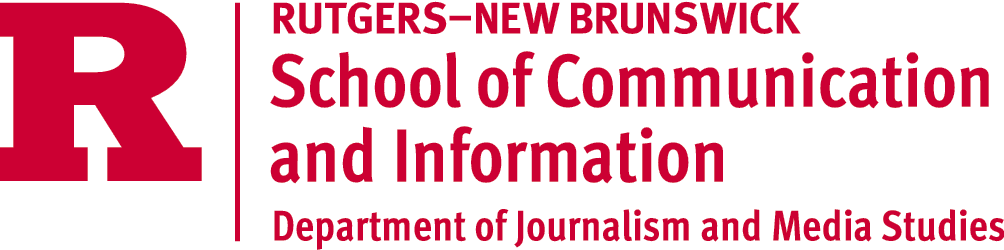 R
RUTGERS–NEW BRUNSWICK
School of Communication
and Information
Department of Journalism and Media Studies